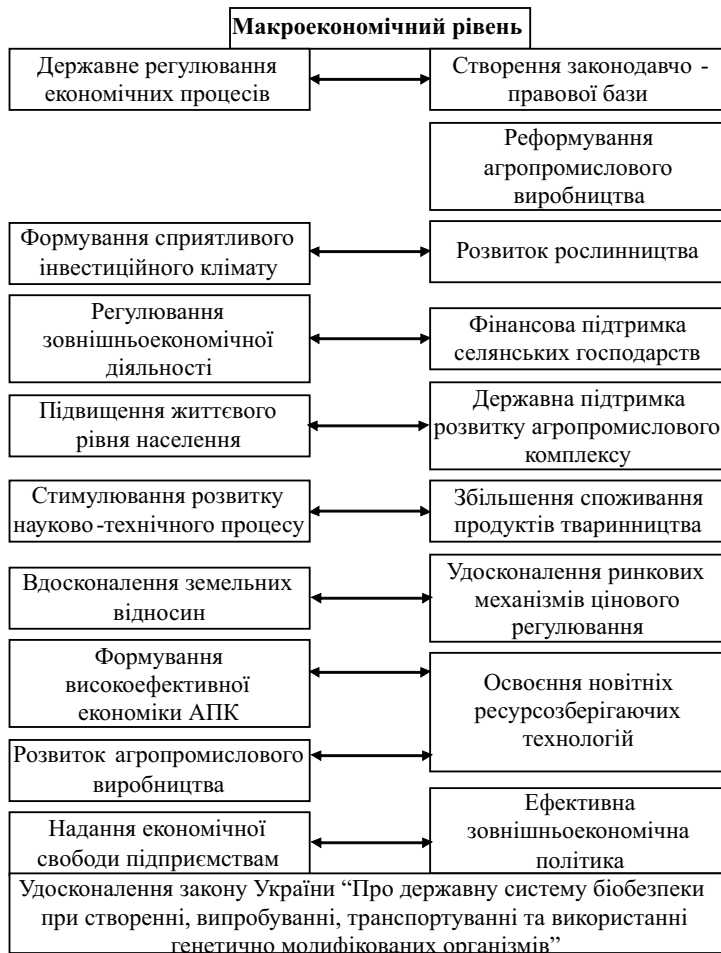 Макроекономічний рівень
Державне регулювання
економічних процесів
Створення законодавчо -
правової бази
Реформування
агропромислового
виробництва
Формування сприятливого
інвестиційного клімату
Розвиток рослинництва
Регулювання
зовнішньоекономічної
діяльності
Фінансова підтримка
селянських господарств
Підвищення життєвого
рівня населення
Державна підтримка
розвитку агропромислового
комплексу
Стимулювання розвитку
науково-технічного процесу
Збільшення споживання
продуктів тваринництва
Вдосконалення земельних
відносин
Удосконалення ринкових
механізмів цінового
регулювання
Формування
високоефективної
економіки АПК
Освоєння новітніх
ресурсозберігаючих
технологій
Розвиток агропромислового
виробництва
Надання економічної
свободи підприємствам
Ефективна
зовнішньоекономічна
політика
Удосконалення закону України “Про державну систему біобезпеки
при створенні, випробуванні, транспортуванні та використанні
генетично модифікованих організмів”